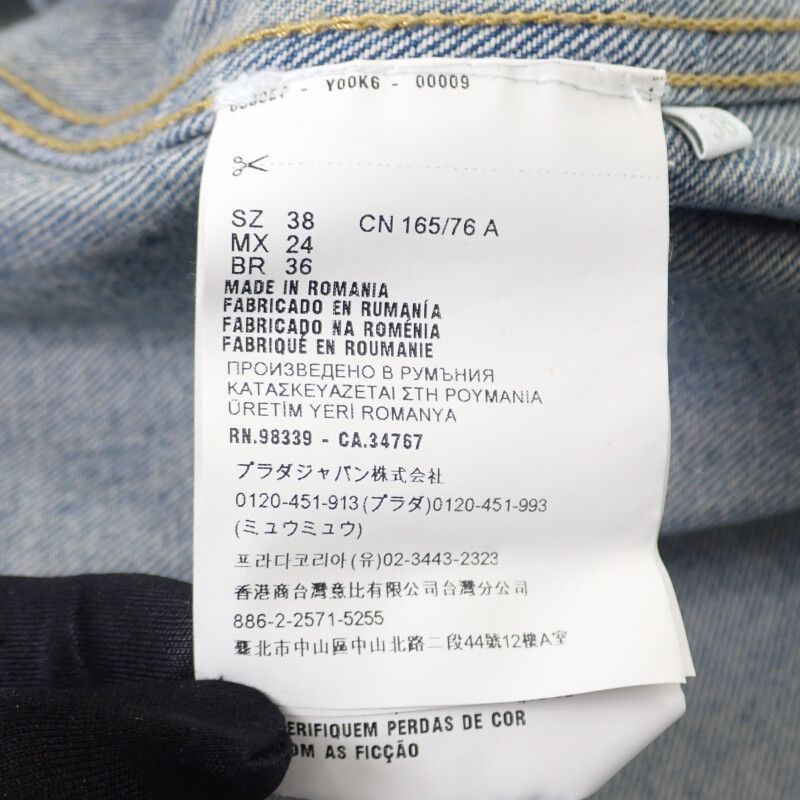 - Y00K6 - 00009
38
SZ 38 CN 165/76 A
MX 24
BR 36
MADE IN ROMANIA
FABRICADO EN RUMANÍA
FABRICADO NA ROMÉNIA
FABRIQUÉ EN ROUMANIE
ПРОИЗВЕДЕНО В РУМЪНИЯ
ΚΑΤΑΣΚΕΥΑΖΕΤΑΙ ΣΤΗ ΡΟΥΜΑΝΙΑ
ÜRETİM YERİ ROMANYA
RN.98339 - CA.34767
プラダジャパン株式会社
0120-451-913(プラダ)0120-451-993
(ミュウミュウ)
프라다코리아(유)02-3443-2323
香港商台灣意比有限公司台灣分公司
886-2-2571-5255
臺北市中山區中山北路二段44號12樓A室
ERIFIQUEM PERDAS DE COR
OM AS FICÇÃO